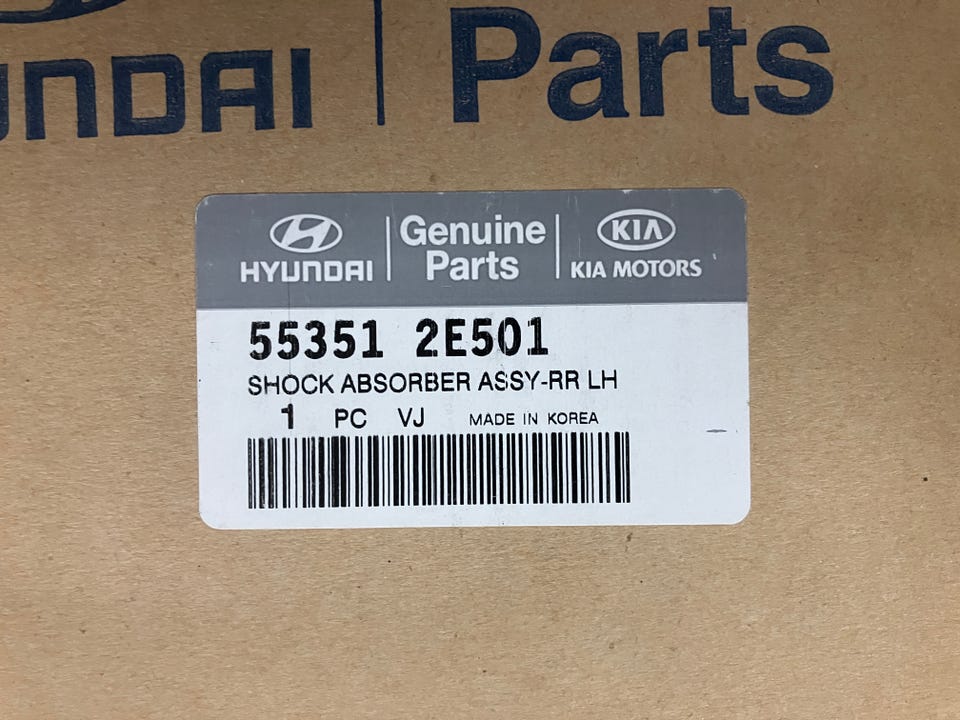 HYUNDAI
Parts
HYUNDAI
Genuine
Parts
KIA
KIA MOTORS
55351 2E501
SHOCK ABSORBER ASSY-RR LH
1 PC VJ MADE IN KOREA